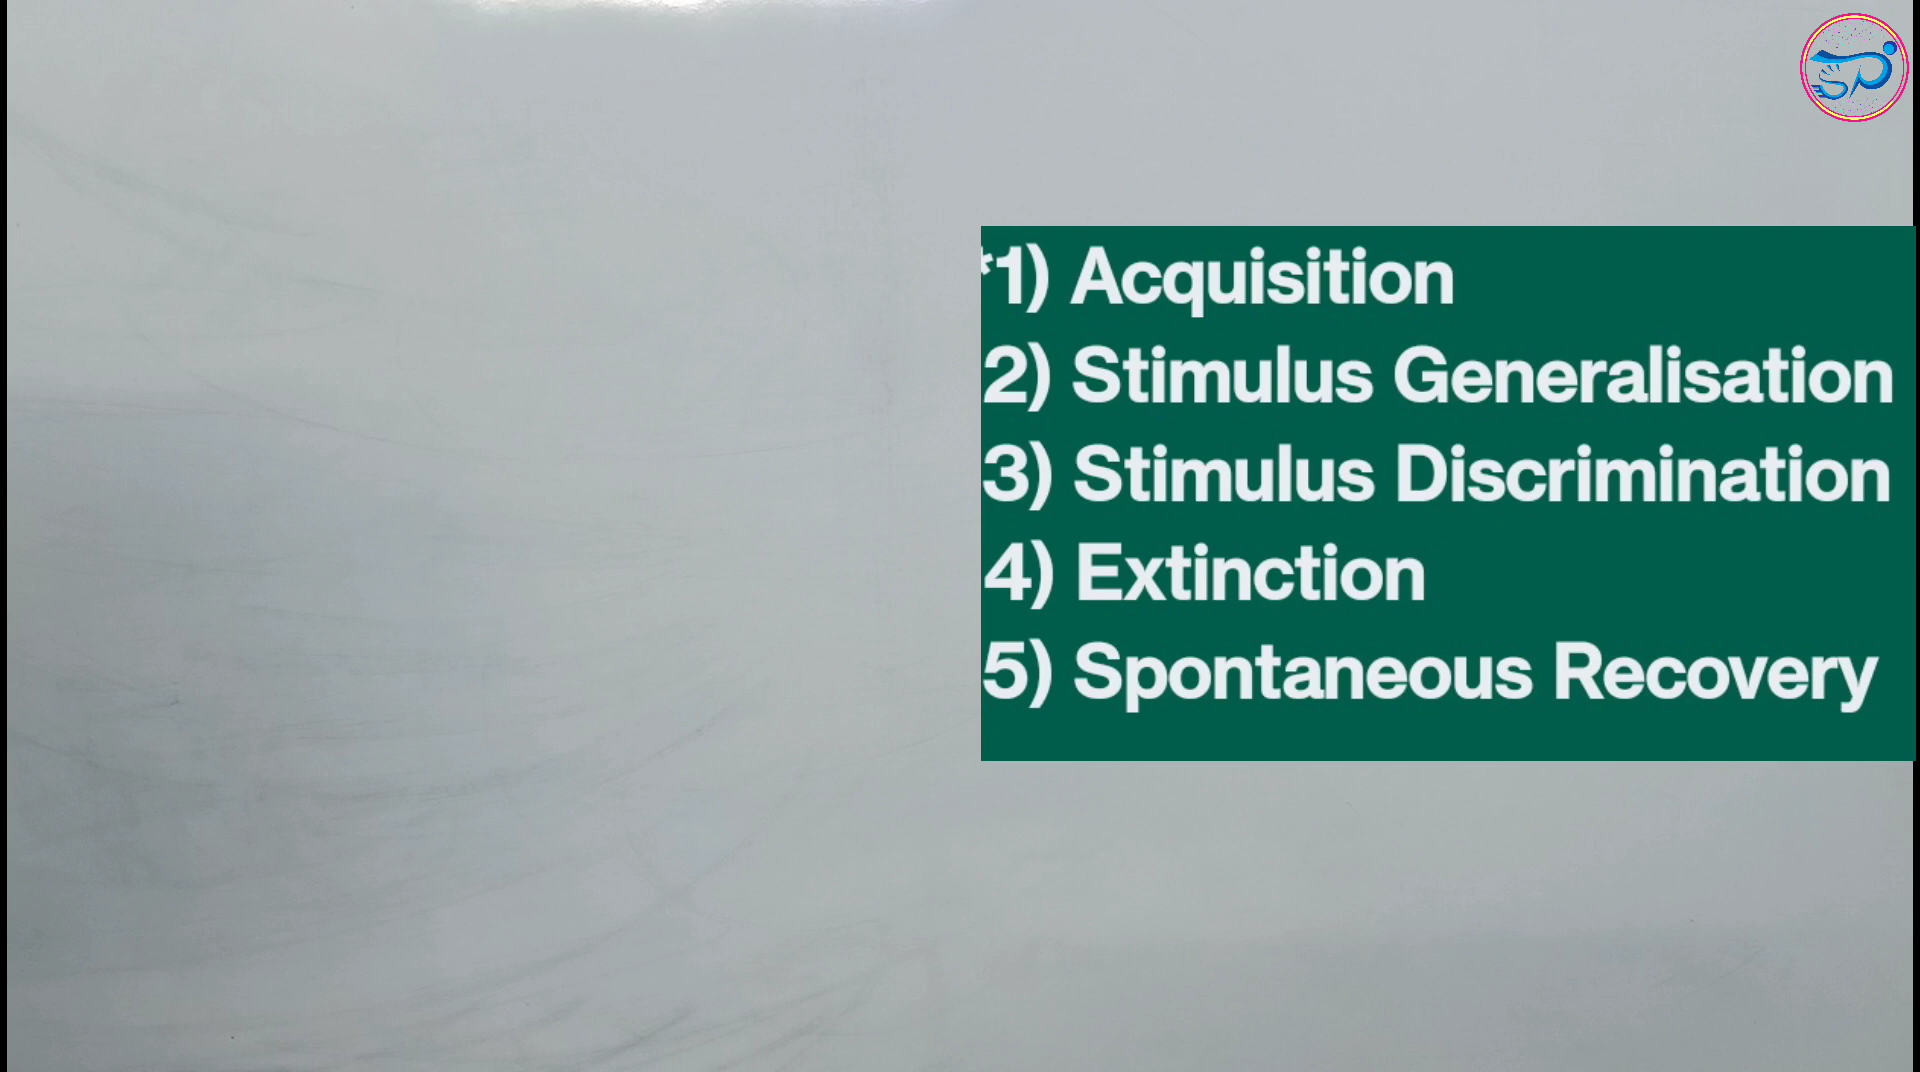 *1) Acquisition
2) Stimulus Generalisation
3) Stimulus Discrimination
4) Extinction
5) Spontaneous Recovery